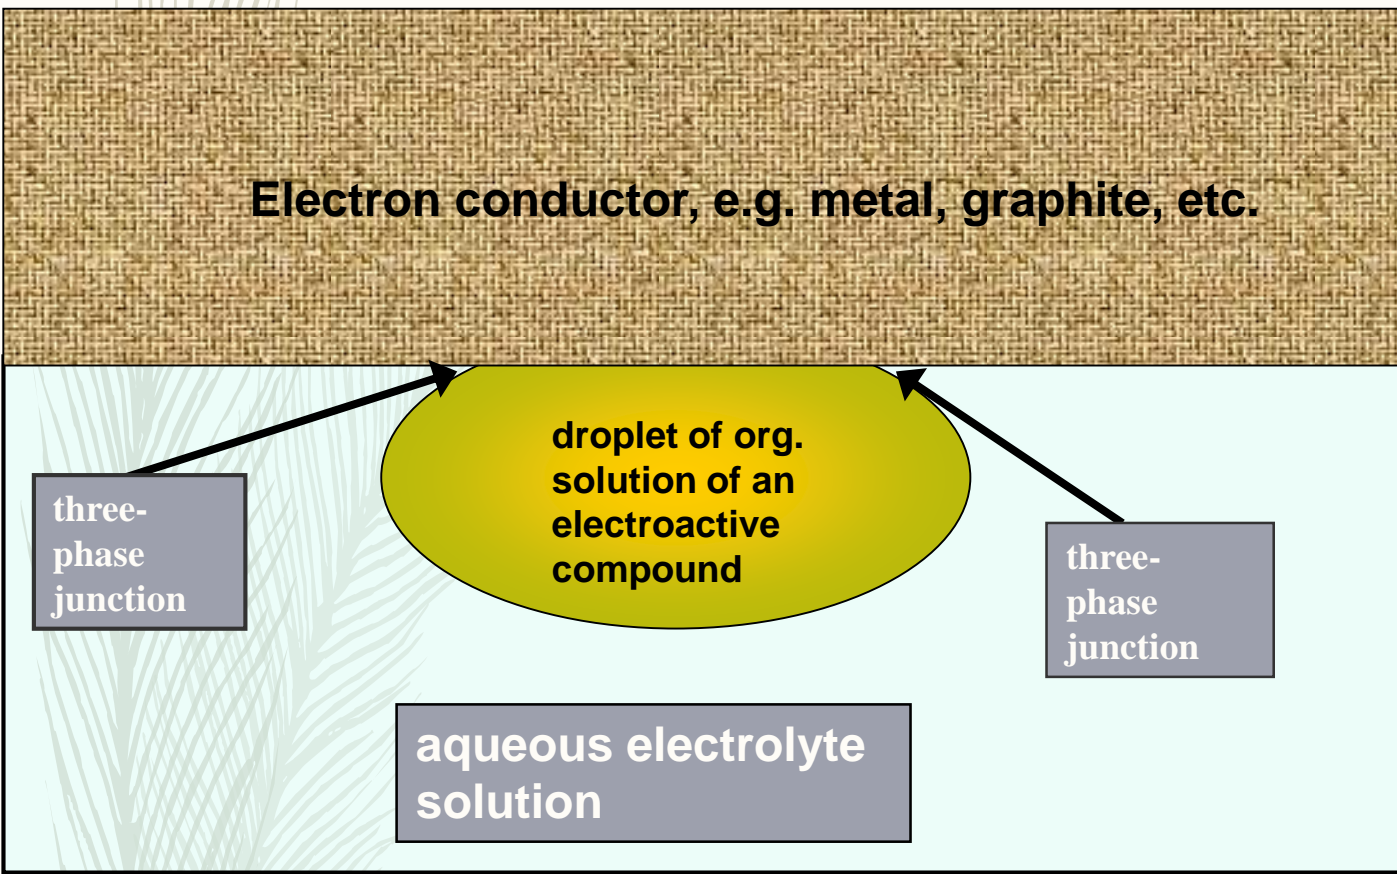 Electron conductor, e.g. metal, graphite, etc.
droplet of org.
solution of an
electroactive
compound
three-
phase
junction
three-
phase
junction
aqueous electrolyte
solution